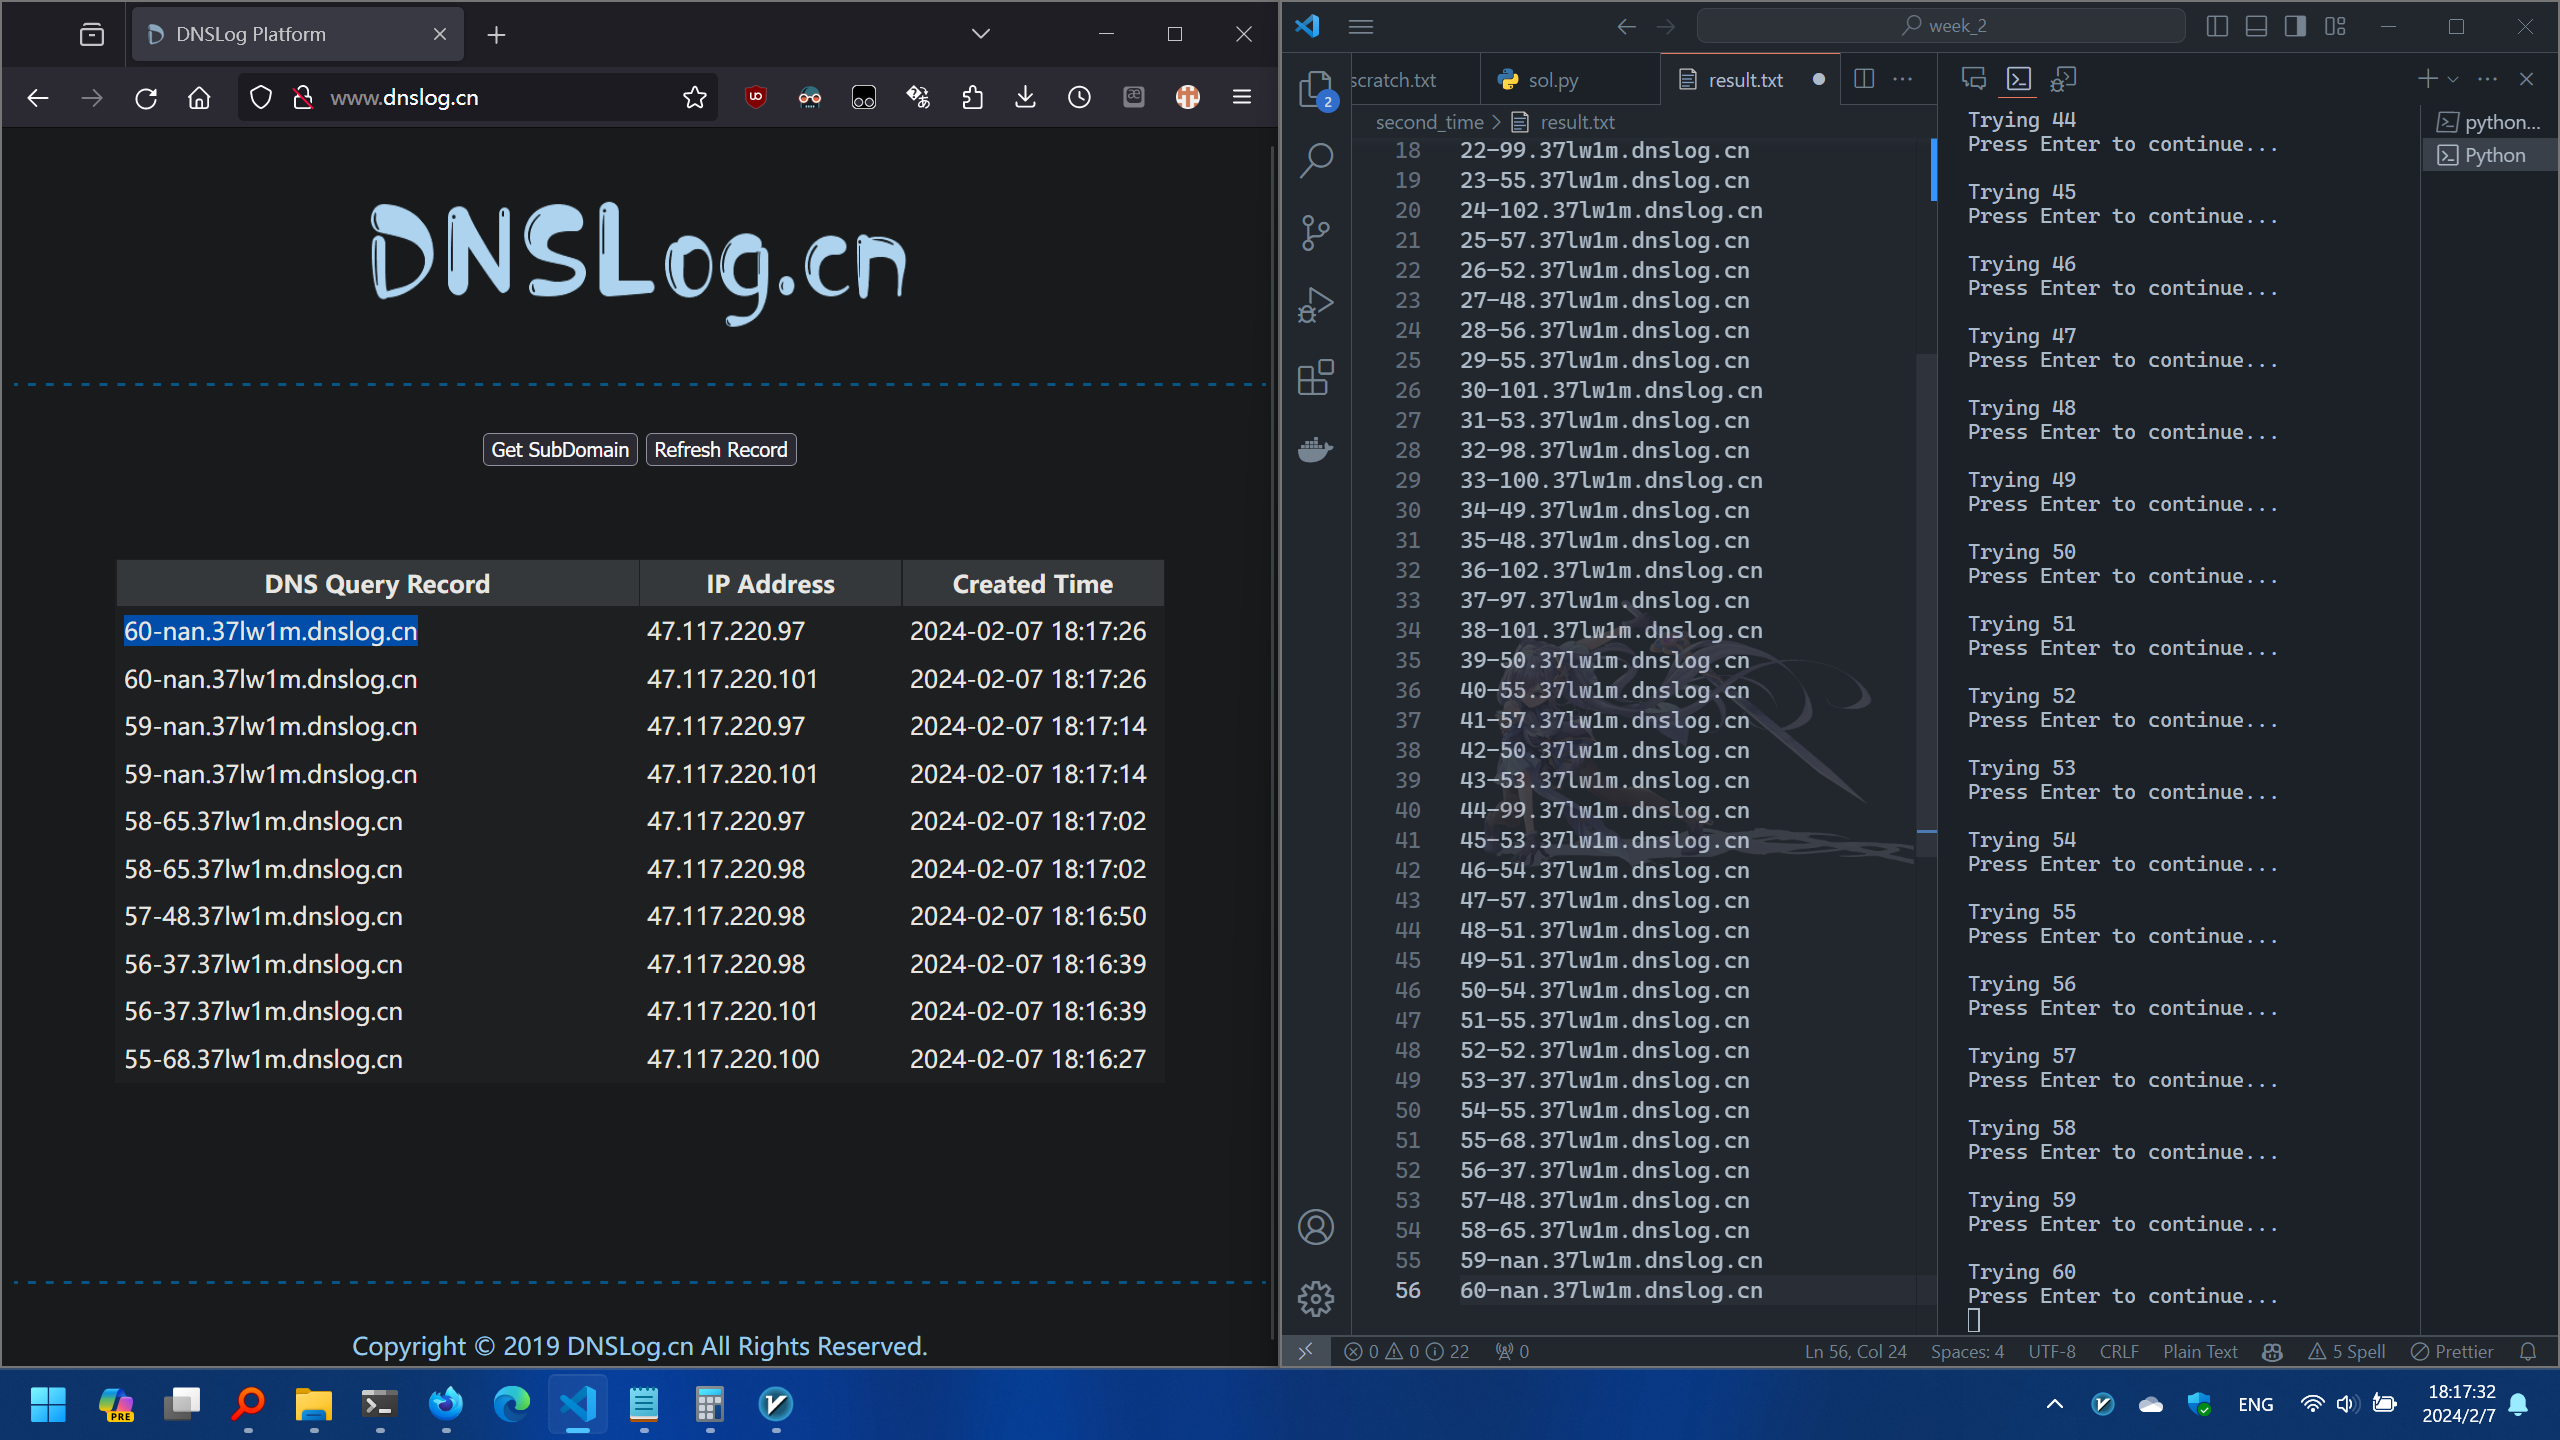 DNSLog Platform
www.dnslog.cn
DNSLog.cn
Get SubDomain Refresh Record
DNS Query Record IP Address Created Time
60-nan.37lw1m.dnslog.cn 47.117.220.97 2024-02-07 18:17:26
60-nan.37lw1m.dnslog.cn 47.117.220.101 2024-02-07 18:17:26
59-nan.37lw1m.dnslog.cn 47.117.220.97 2024-02-07 18:17:14
59-nan.37lw1m.dnslog.cn 47.117.220.101 2024-02-07 18:17:14
58-65.37lw1m.dnslog.cn 47.117.220.97 2024-02-07 18:17:02
58-65.37lw1m.dnslog.cn 47.117.220.98 2024-02-07 18:17:02
57-48.37lw1m.dnslog.cn 47.117.220.98 2024-02-07 18:16:50
56-37.37lw1m.dnslog.cn 47.117.220.98 2024-02-07 18:16:39
56-37.37lw1m.dnslog.cn 47.117.220.101 2024-02-07 18:16:39
55-68.37lw1m.dnslog.cn 47.117.220.100 2024-02-07 18:16:27
Copyright © 2019 DNSLog.cn All Rights Reserved.
week_2
2
scratch.txt sol.py result.txt
second_time > result.txt
18 22-99.37lw1m.dnslog.cn
19 23-55.37lw1m.dnslog.cn
20 24-102.37lw1m.dnslog.cn
21 25-57.37lw1m.dnslog.cn
22 26-52.37lw1m.dnslog.cn
23 27-48.37lw1m.dnslog.cn
24 28-56.37lw1m.dnslog.cn
25 29-55.37lw1m.dnslog.cn
26 30-101.37lw1m.dnslog.cn
27 31-53.37lw1m.dnslog.cn
28 32-98.37lw1m.dnslog.cn
29 33-100.37lw1m.dnslog.cn
30 34-49.37lw1m.dnslog.cn
31 35-48.37lw1m.dnslog.cn
32 36-102.37lw1m.dnslog.cn
33 37-97.37lw1m.dnslog.cn
34 38-101.37lw1m.dnslog.cn
35 39-50.37lw1m.dnslog.cn
36 40-55.37lw1m.dnslog.cn
37 41-57.37lw1m.dnslog.cn
38 42-50.37lw1m.dnslog.cn
39 43-53.37lw1m.dnslog.cn
40 44-99.37lw1m.dnslog.cn
41 45-53.37lw1m.dnslog.cn
42 46-54.37lw1m.dnslog.cn
43 47-57.37lw1m.dnslog.cn
44 48-51.37lw1m.dnslog.cn
45 49-51.37lw1m.dnslog.cn
46 50-54.37lw1m.dnslog.cn
47 51-55.37lw1m.dnslog.cn
48 52-52.37lw1m.dnslog.cn
49 53-37.37lw1m.dnslog.cn
50 54-55.37lw1m.dnslog.cn
51 55-68.37lw1m.dnslog.cn
52 56-37.37lw1m.dnslog.cn
53 57-48.37lw1m.dnslog.cn
54 58-65.37lw1m.dnslog.cn
55 59-nan.37lw1m.dnslog.cn
56 60-nan.37lw1m.dnslog.cn
Trying 44
Press Enter to continue...
Trying 45
Press Enter to continue...
Trying 46
Press Enter to continue...
Trying 47
Press Enter to continue...
Trying 48
Press Enter to continue...
Trying 49
Press Enter to continue...
Trying 50
Press Enter to continue...
Trying 51
Press Enter to continue...
Trying 52
Press Enter to continue...
Trying 53
Press Enter to continue...
Trying 54
Press Enter to continue...
Trying 55
Press Enter to continue...
Trying 56
Press Enter to continue...
Trying 57
Press Enter to continue...
Trying 58
Press Enter to continue...
Trying 59
Press Enter to continue...
Trying 60
Press Enter to continue...
python...
Python
0 0 22 0 Ln 56, Col 24 Spaces: 4 UTF-8 CRLF Plain Text 5 Spell Prettier
PRE
ENG
18:17:32
2024/2/7